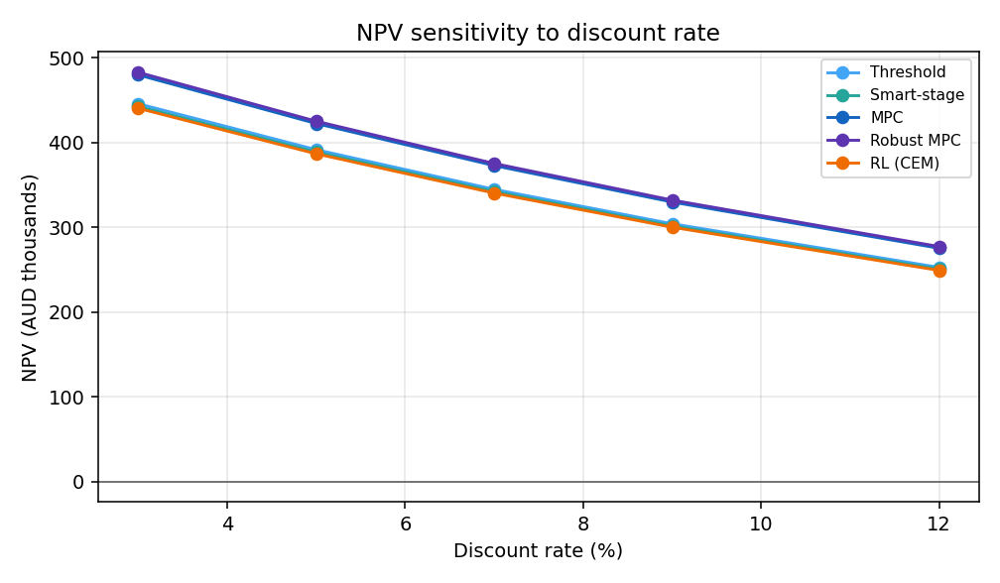 NPV sensitivity to discount rate
NPV (AUD thousands)
500
400
300
200
100
0
Threshold
Smart-stage
MPC
Robust MPC
RL (CEM)
4 6 8 10 12
Discount rate (%)